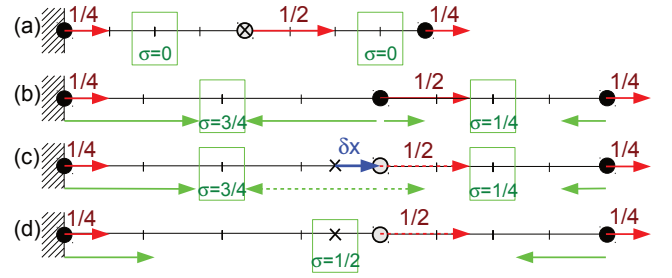 1/4 1/2 1/4
(a)
σ=0 σ=0
1/4 1/2 1/4
(b)
σ=3/4 σ=1/4
1/4 δx 1/2 1/4
(c)
σ=3/4 σ=1/4
1/4 1/2 1/4
(d)
σ=1/2